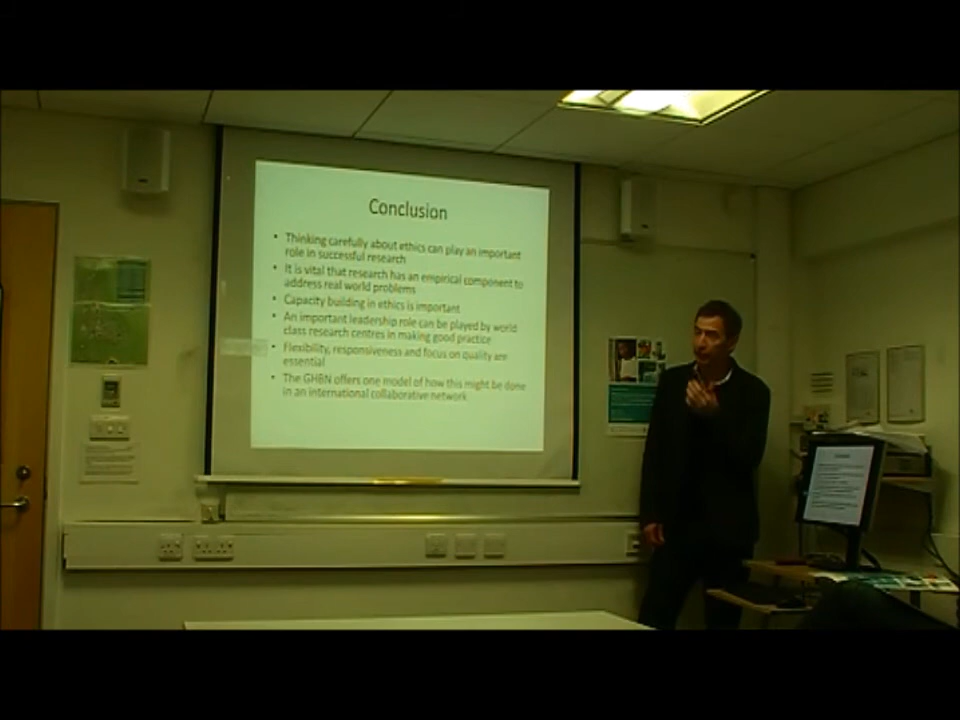 Conclusion
• Thinking carefully about ethics can play an important
role in successful research
• It is vital that research has an empirical component to
address real world problems
• Capacity building in ethics is important
• An important leadership role can be played by world
class research centres in making good practice
• Flexibility, responsiveness and focus on quality are
essential
• The GHBN offers one model of how this might be done
in an international collaborative network